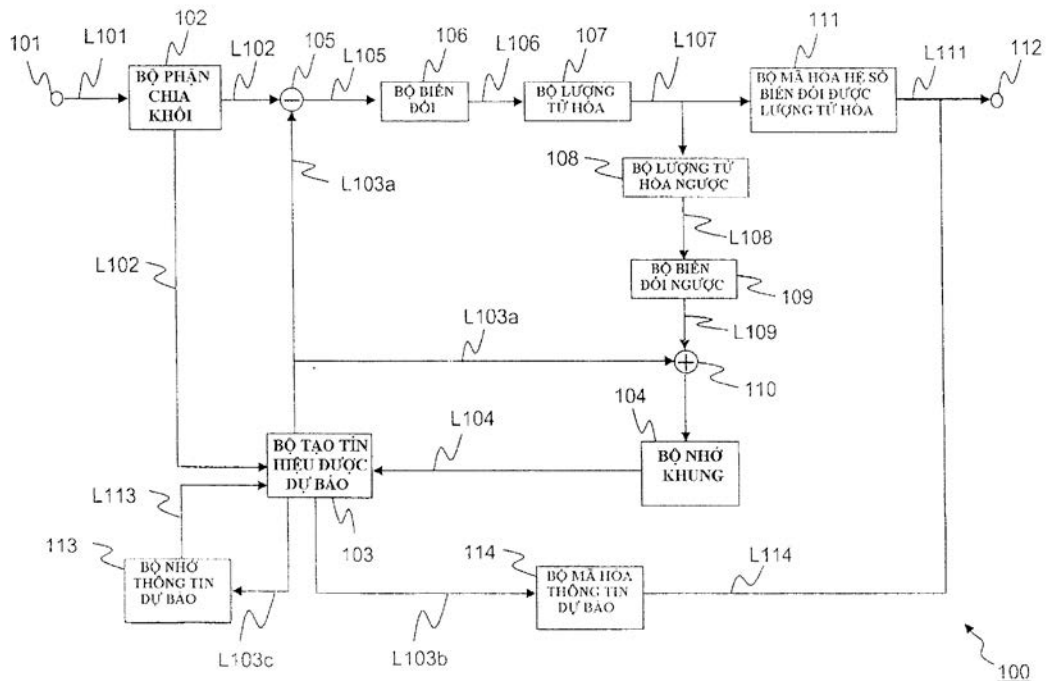 102
101
L101
L102
105
L105
106
L106
107
L107
111
L111
112
BỘ PHẬN
CHIA
KHỐI
BỘ BIẾN
ĐỔI
BỘ LƯỢNG
TỬ HÓA
BỘ MÃ HÓA HỆ SỐ
BIẾN ĐỔI ĐƯỢC
LƯỢNG TỬ HÓA
108
BỘ LƯỢNG TỬ
HÓA NGƯỢC
L103a
L108
L102
BỘ BIẾN
ĐỔI NGƯỢC
109
L103a
L109
110
104
L104
BỘ TẠO TÍN
HIỆU ĐƯỢC
DỰ BÁO
BỘ NHỚ
KHUNG
L113
103
113
114
L114
BỘ NHỚ
THÔNG TIN
DỰ BÁO
BỘ MÃ HÓA
THÔNG TIN
DỰ BÁO
L103c
L103b
100